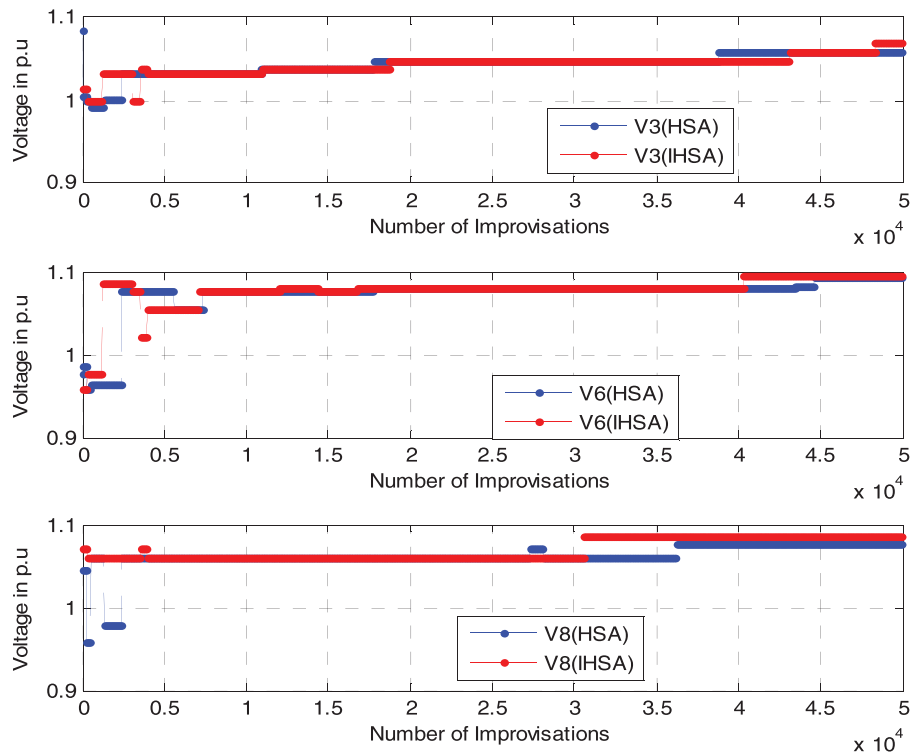 1.1
1
0.9
Voltage in p.u
V3(HSA)
V3(IHSA)
0 0.5 1 1.5 2 2.5 3 3.5 4 4.5 5
Number of Improvisations
x 10^4
1.1
1
0.9
Voltage in p.u
V6(HSA)
V6(IHSA)
0 0.5 1 1.5 2 2.5 3 3.5 4 4.5 5
Number of Improvisations
x 10^4
1.1
1
0.9
Voltage in p.u
V8(HSA)
V8(IHSA)
0 0.5 1 1.5 2 2.5 3 3.5 4 4.5 5
Number of Improvisations
x 10^4